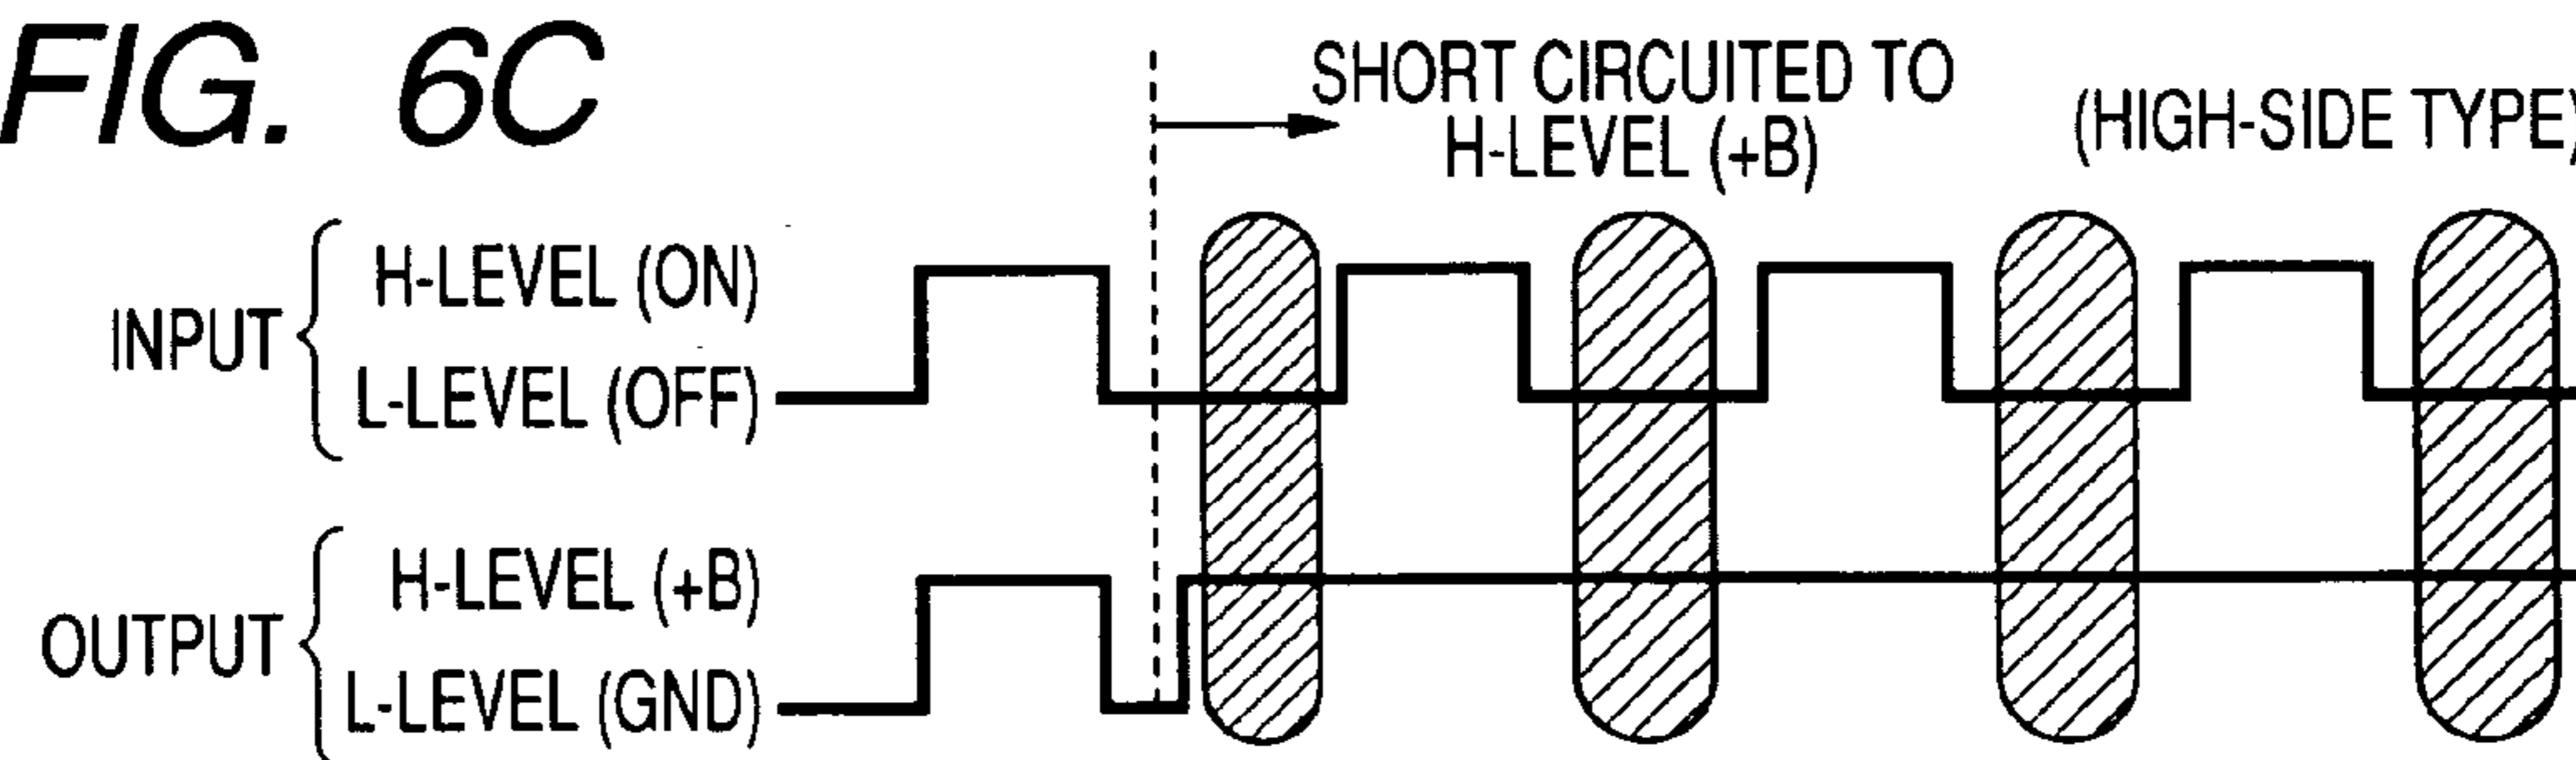 FIG. 6C
SHORT CIRCUITED TO
H-LEVEL (+B)
(HIGH-SIDE TYPE)
INPUT
H-LEVEL (ON)
L-LEVEL (OFF)
OUTPUT
H-LEVEL (+B)
L-LEVEL (GND)